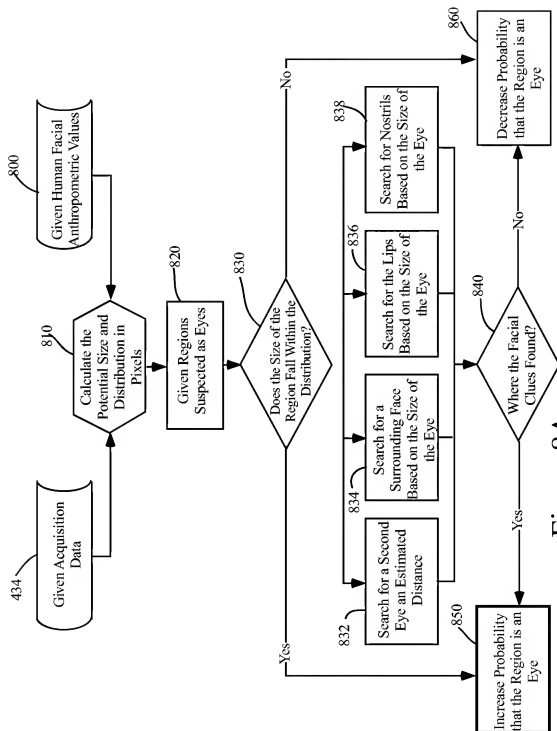 434
Given Acquisition
Data
800
Given Human Facial
Anthropometric Values
810
Calculate the
Potential Size and
Distribution in
Pixels
820
Given Regions
Suspected as Eyes
830
Does the Size of the
Region Fall Within the
Distribution?
Yes
No
832
Search for a Second
Eye an Estimated
Distance
834
Search for a
Surrounding Face
Based on the Size of
the Eye
836
Search for the Lips
Based on the Size of
the Eye
838
Search for Nostrils
Based on the Size of
the Eye
840
Where the Facial
Clues Found?
Yes
No
850
Increase Probability
that the Region is an
Eye
860
Decrease Probability
that the Region is an
Eye